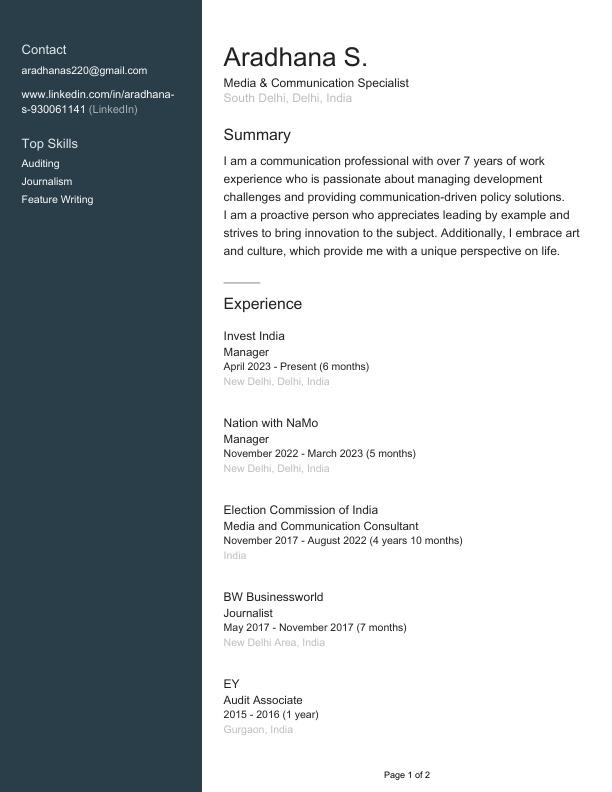 Contact
aradhanas220@gmail.com
www.linkedin.com/in/aradhana-
s-930061141 (LinkedIn)
Top Skills
Auditing
Journalism
Feature Writing
Aradhana S.
Media & Communication Specialist
South Delhi, Delhi, India
Summary
I am a communication professional with over 7 years of work
experience who is passionate about managing development
challenges and providing communication-driven policy solutions.
I am a proactive person who appreciates leading by example and
strives to bring innovation to the subject. Additionally, I embrace art
and culture, which provide me with a unique perspective on life.
Experience
Invest India
Manager
April 2023 - Present (6 months)
New Delhi, Delhi, India
Nation with NaMo
Manager
November 2022 - March 2023 (5 months)
New Delhi, Delhi, India
Election Commission of India
Media and Communication Consultant
November 2017 - August 2022 (4 years 10 months)
India
BW Businessworld
Journalist
May 2017 - November 2017 (7 months)
New Delhi Area, India
EY
Audit Associate
2015 - 2016 (1 year)
Gurgaon, India
Page 1 of 2